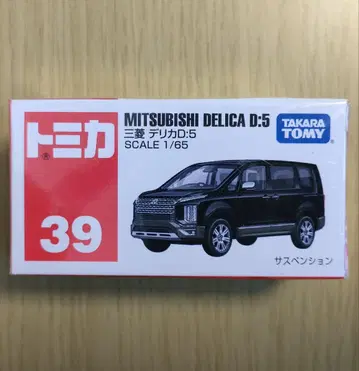 トミカ
39
MITSUBISHI DELICA D:5
三菱 デリカD:5
SCALE 1/65
TAKARA
TOMY
サスペンション